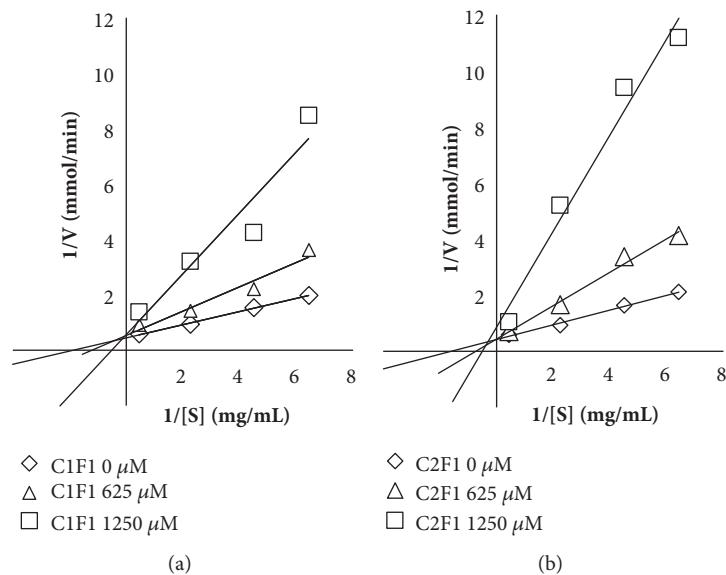 12
10
8
6
4
2
1/V (mmol/min)
2 4 6 8
1/[S] (mg/mL)
C1F1 0 μM
C1F1 625 μM
C1F1 1250 μM
(a)
12
10
8
6
4
2
1/V (mmol/min)
2 4 6 8
1/[S] (mg/mL)
C2F1 0 μM
C2F1 625 μM
C2F1 1250 μM
(b)